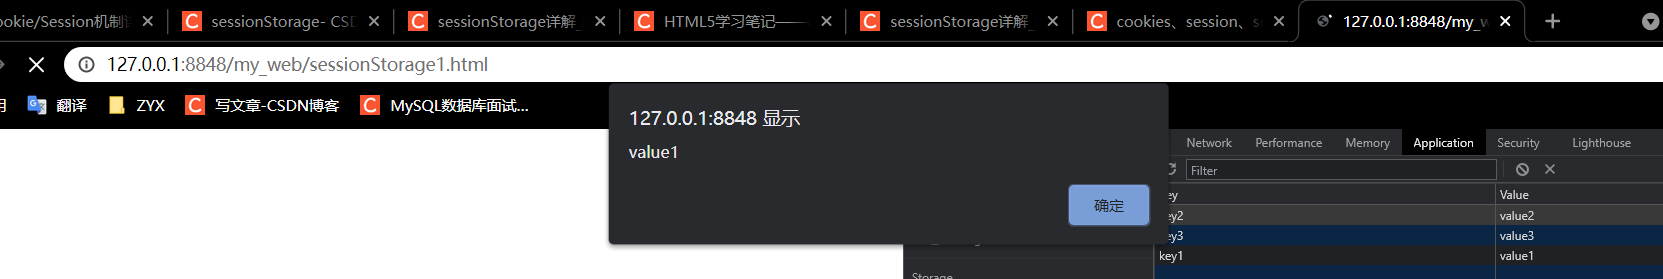 ookie/Session机制
sessionStorage- CSD
sessionStorage详解_
HTML5学习笔记——
sessionStorage详解_
cookies、session、s
127.0.0.1:8848/my_w
127.0.0.1:8848/my_web/sessionStorage1.html
翻译
ZYX
写文章-CSDN博客
MySQL数据库面试...
127.0.0.1:8848 显示
value1
确定
Network
Performance
Memory
Application
Security
Lighthouse
Filter
ey
Value
ey2
value2
ey3
value3
key1
value1
Storage